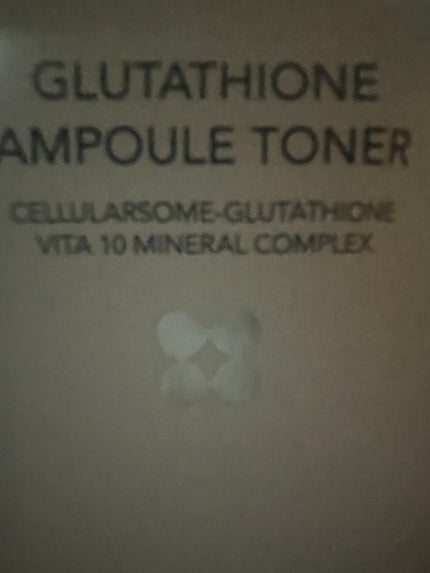 GLUTATHIONE
AMPOULE TONER
CELLULARSOME-GLUTATHIONE
VITA 10 MINERAL COMPLEX